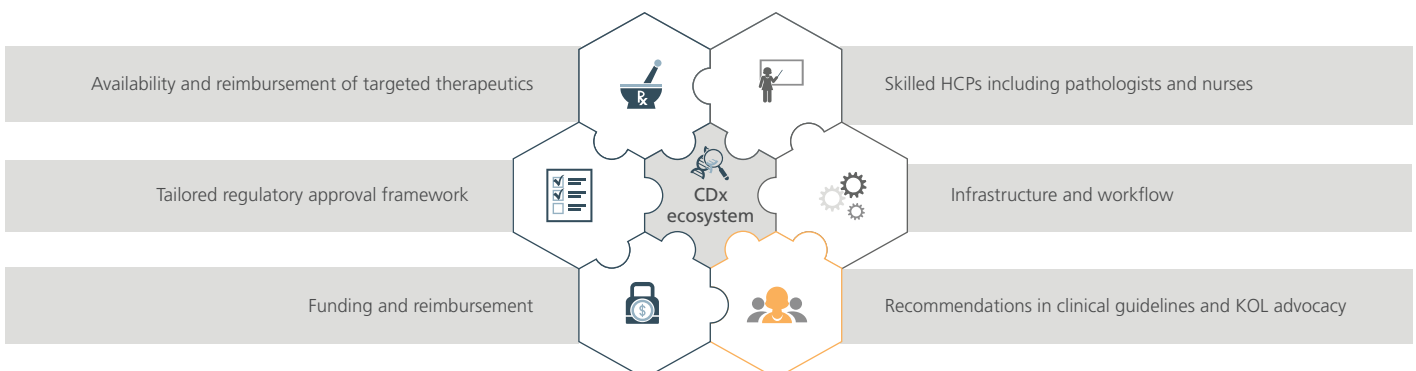 Availability and reimbursement of targeted therapeutics
Skilled HCPs including pathologists and nurses
Rx
Tailored regulatory approval framework
CDx
ecosystem
Infrastructure and workflow
Funding and reimbursement
$
Recommendations in clinical guidelines and KOL advocacy